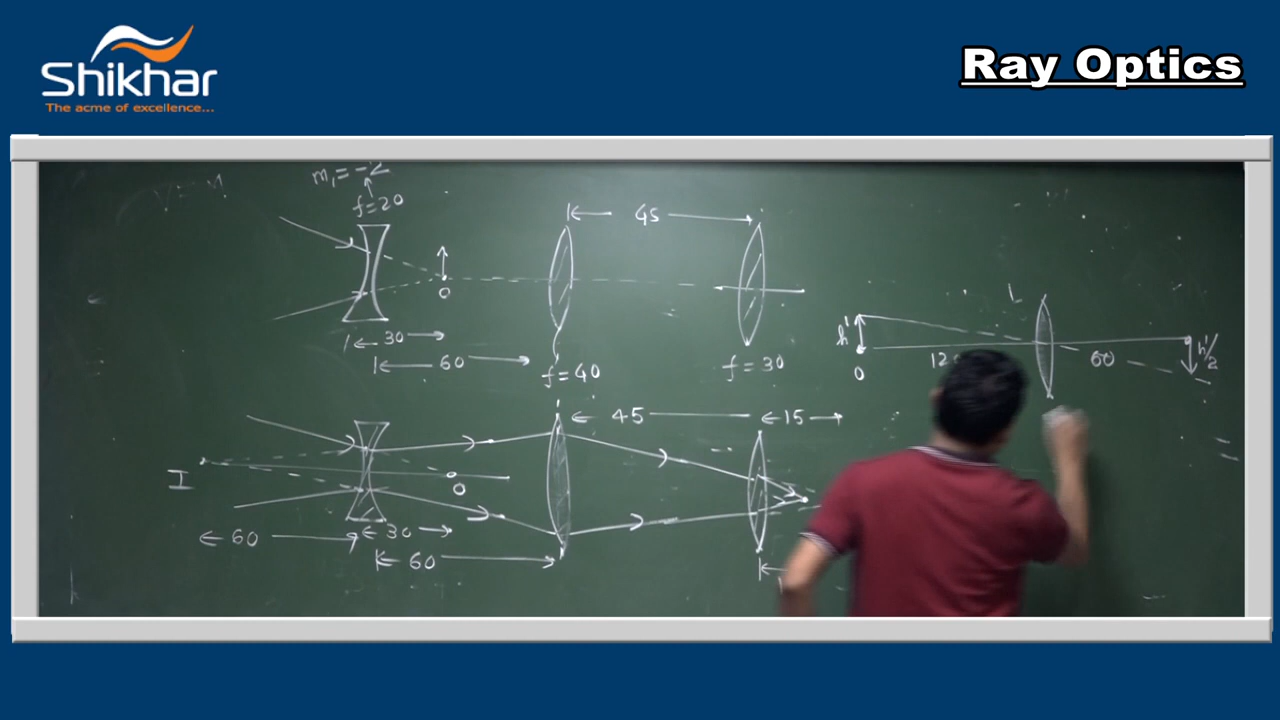 Shikhar
The acme of excellence...
Ray Optics
m₁ = -2
f=20
45
O
30
60
f=40
f=30
L
h'
O
60
h'/2
45
15
I
O
60
30
60